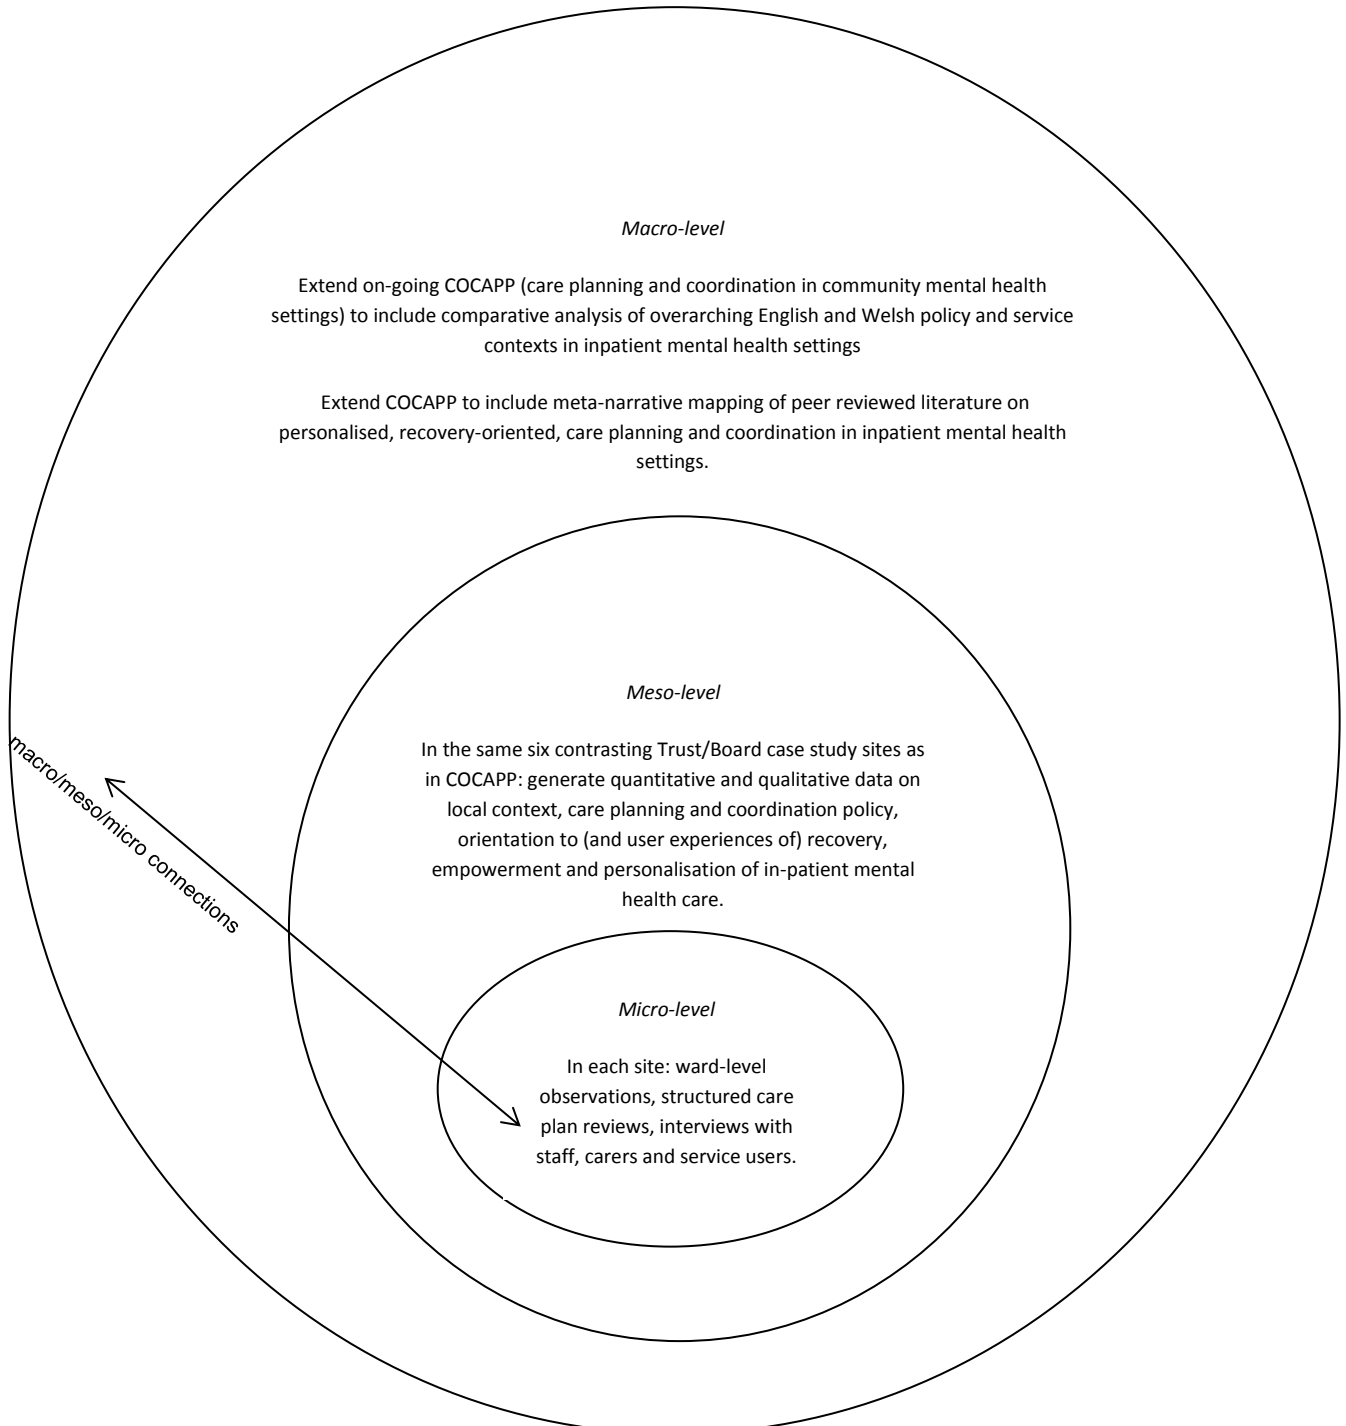 Macro-level
Extend on-going COCAPP (care planning and coordination in community mental health
settings) to include comparative analysis of overarching English and Welsh policy and service
contexts in inpatient mental health settings
Extend COCAPP to include meta-narrative mapping of peer reviewed literature on
personalised, recovery-oriented, care planning and coordination in inpatient mental health
settings.
Meso-level
In the same six contrasting Trust/Board case study sites as
in COCAPP: generate quantitative and qualitative data on
local context, care planning and coordination policy,
orientation to (and user experiences of) recovery,
empowerment and personalisation of in-patient mental
health care.
macro/meso/micro connections
Micro-level
In each site: ward-level
observations, structured care
plan reviews, interviews with
staff, carers and service users.